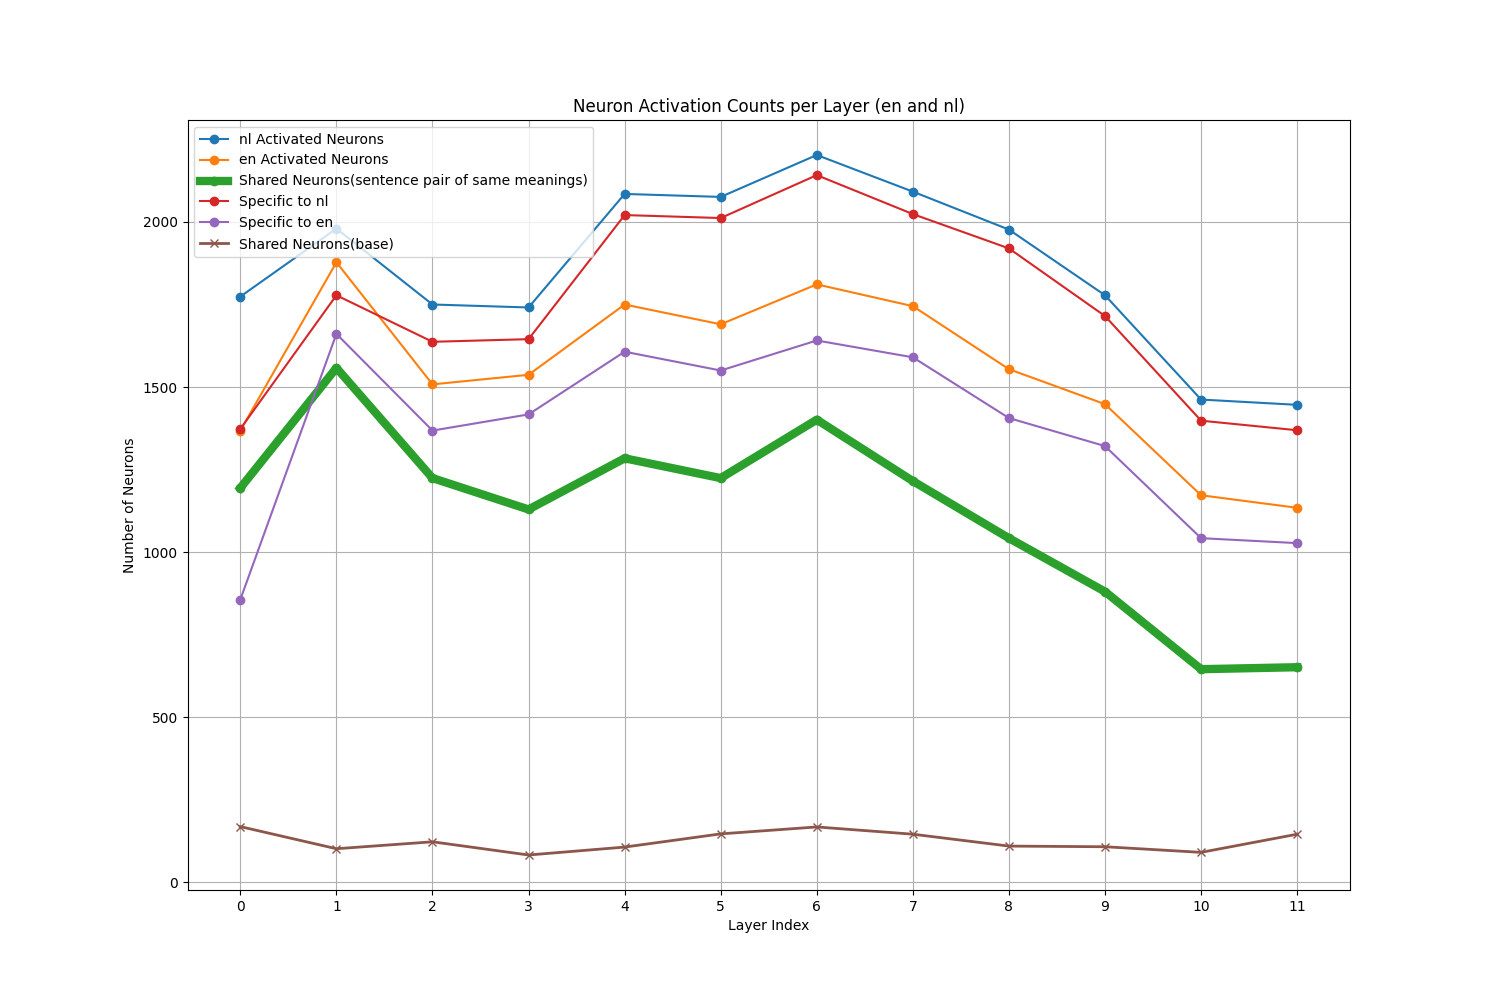 Neuron Activation Counts per Layer (en and nl)
nl Activated Neurons
en Activated Neurons
Shared Neurons(sentence pair of same meanings)
Specific to nl
Specific to en
Shared Neurons(base)
Number of Neurons
2000
1500
1000
500
0
0 1 2 3 4 5 6 7 8 9 10 11
Layer Index